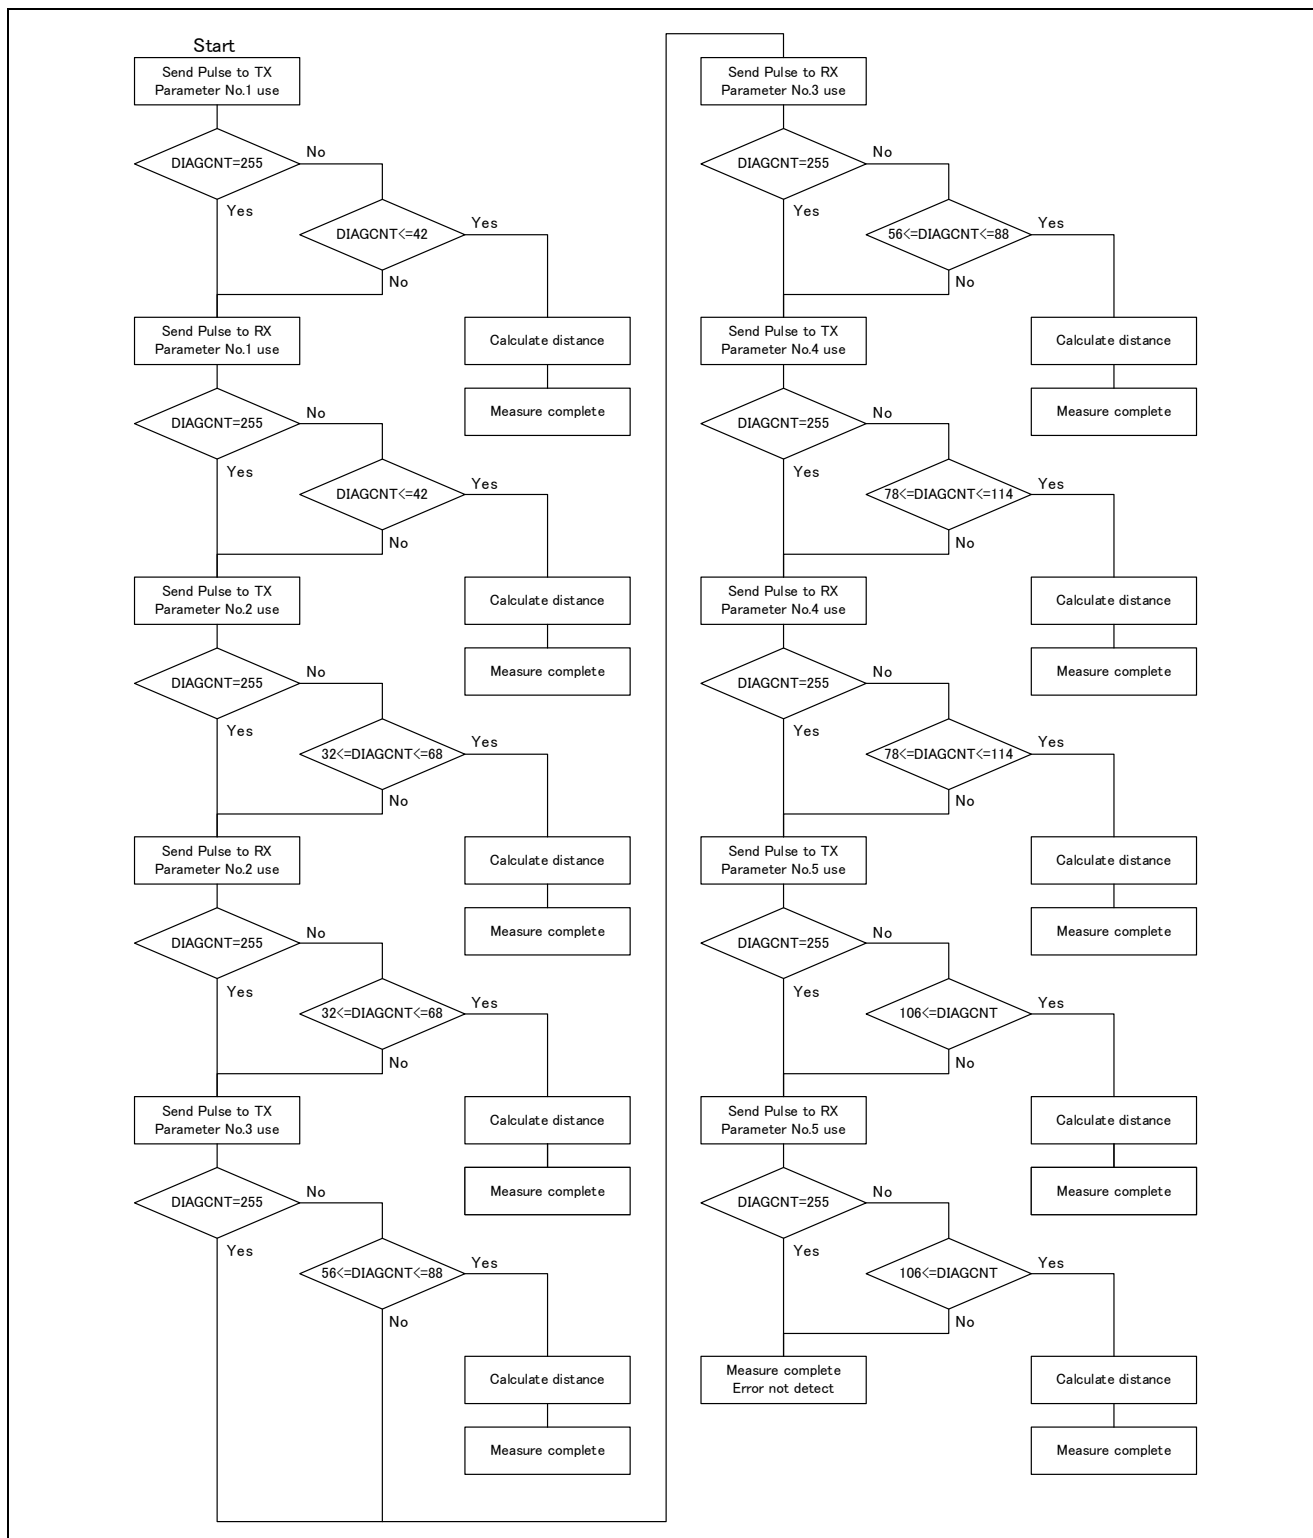 Start
Send Pulse to TX
Parameter No.1 use
DIAGCNT=255
No
Yes
DIAGCNT<=42
Yes
No
Calculate distance
Measure complete
Send Pulse to RX
Parameter No.1 use
DIAGCNT=255
No
Yes
DIAGCNT<=42
Yes
No
Calculate distance
Measure complete
Send Pulse to TX
Parameter No.2 use
DIAGCNT=255
No
Yes
32<=DIAGCNT<=68
Yes
No
Calculate distance
Measure complete
Send Pulse to RX
Parameter No.2 use
DIAGCNT=255
No
Yes
32<=DIAGCNT<=68
Yes
No
Calculate distance
Measure complete
Send Pulse to TX
Parameter No.3 use
DIAGCNT=255
No
Yes
56<=DIAGCNT<=88
Yes
No
Calculate distance
Measure complete
Send Pulse to RX
Parameter No.3 use
DIAGCNT=255
No
Yes
56<=DIAGCNT<=88
Yes
No
Calculate distance
Measure complete
Send Pulse to TX
Parameter No.4 use
DIAGCNT=255
No
Yes
78<=DIAGCNT<=114
Yes
No
Calculate distance
Measure complete
Send Pulse to RX
Parameter No.4 use
DIAGCNT=255
No
Yes
78<=DIAGCNT<=114
Yes
No
Calculate distance
Measure complete
Send Pulse to TX
Parameter No.5 use
DIAGCNT=255
No
Yes
106<=DIAGCNT
Yes
No
Calculate distance
Measure complete
Send Pulse to RX
Parameter No.5 use
DIAGCNT=255
No
Yes
106<=DIAGCNT
Yes
No
Measure complete
Error not detect
Calculate distance
Measure complete